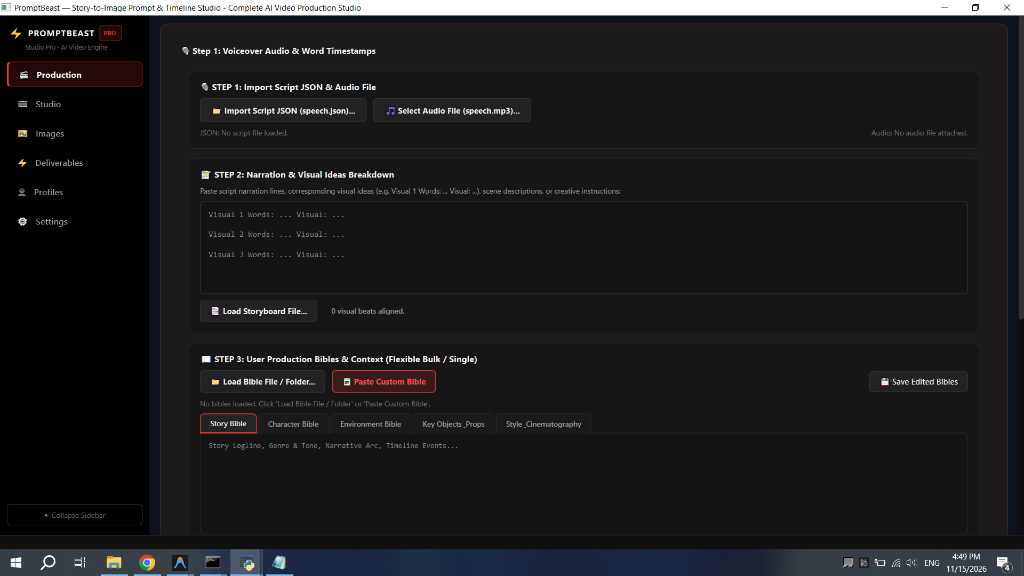 PromptBeast — Story-to-Image Prompt & Timeline Studio - Complete AI Video Production Studio
PROMPTBEAST PRO
Studio Pro · AI Video Engine
Production
Studio
Images
Deliverables
Profiles
Settings
◂ Collapse Sidebar
Step 1: Voiceover Audio & Word Timestamps
STEP 1: Import Script JSON & Audio File
Import Script JSON (speech.json)... Select Audio File (speech.mp3)...
JSON: No script file loaded. Audio: No audio file attached.
STEP 2: Narration & Visual Ideas Breakdown
Paste script narration lines, corresponding visual ideas (e.g. Visual 1 Words: ... Visual: ...), scene descriptions, or creative instructions:
Visual 1 Words: ... Visual: ...
Visual 2 Words: ... Visual: ...
Visual 3 Words: ... Visual: ...
Load Storyboard File... 0 visual beats aligned.
STEP 3: User Production Bibles & Context (Flexible Bulk / Single)
Load Bible File / Folder... Paste Custom Bible Save Edited Bibles
No bibles loaded. Click 'Load Bible File / Folder' or 'Paste Custom Bible'.
Story Bible Character Bible Environment Bible Key Objects _Props Style _Cinematography
Story Logline, Genre & Tone, Narrative Arc, Timeline Events...
ENG
4:49 PM
11/15/2026
4